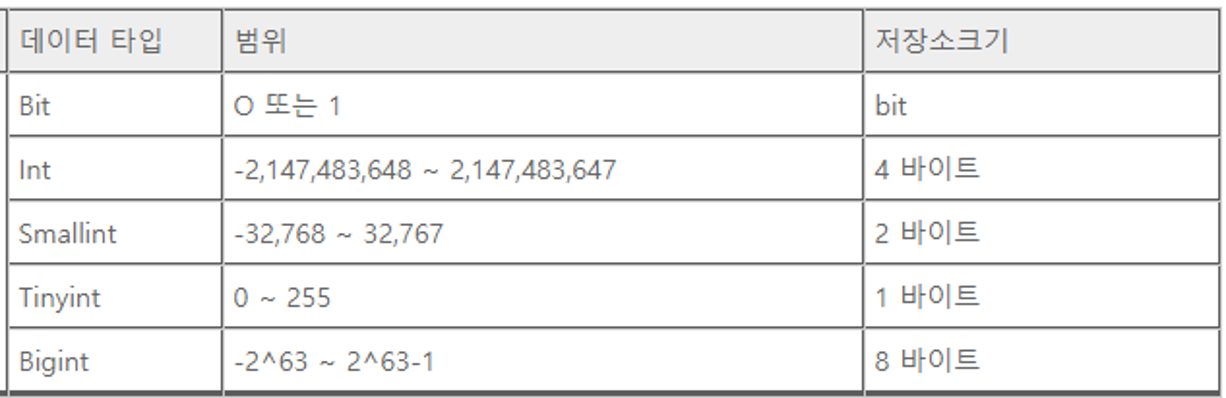 데이터 타입 범위 저장소크기
Bit O 또는 1 bit
Int -2,147,483,648 ~ 2,147,483,647 4 바이트
Smallint -32,768 ~ 32,767 2 바이트
Tinyint 0 ~ 255 1 바이트
Bigint -2^63 ~ 2^63-1 8 바이트